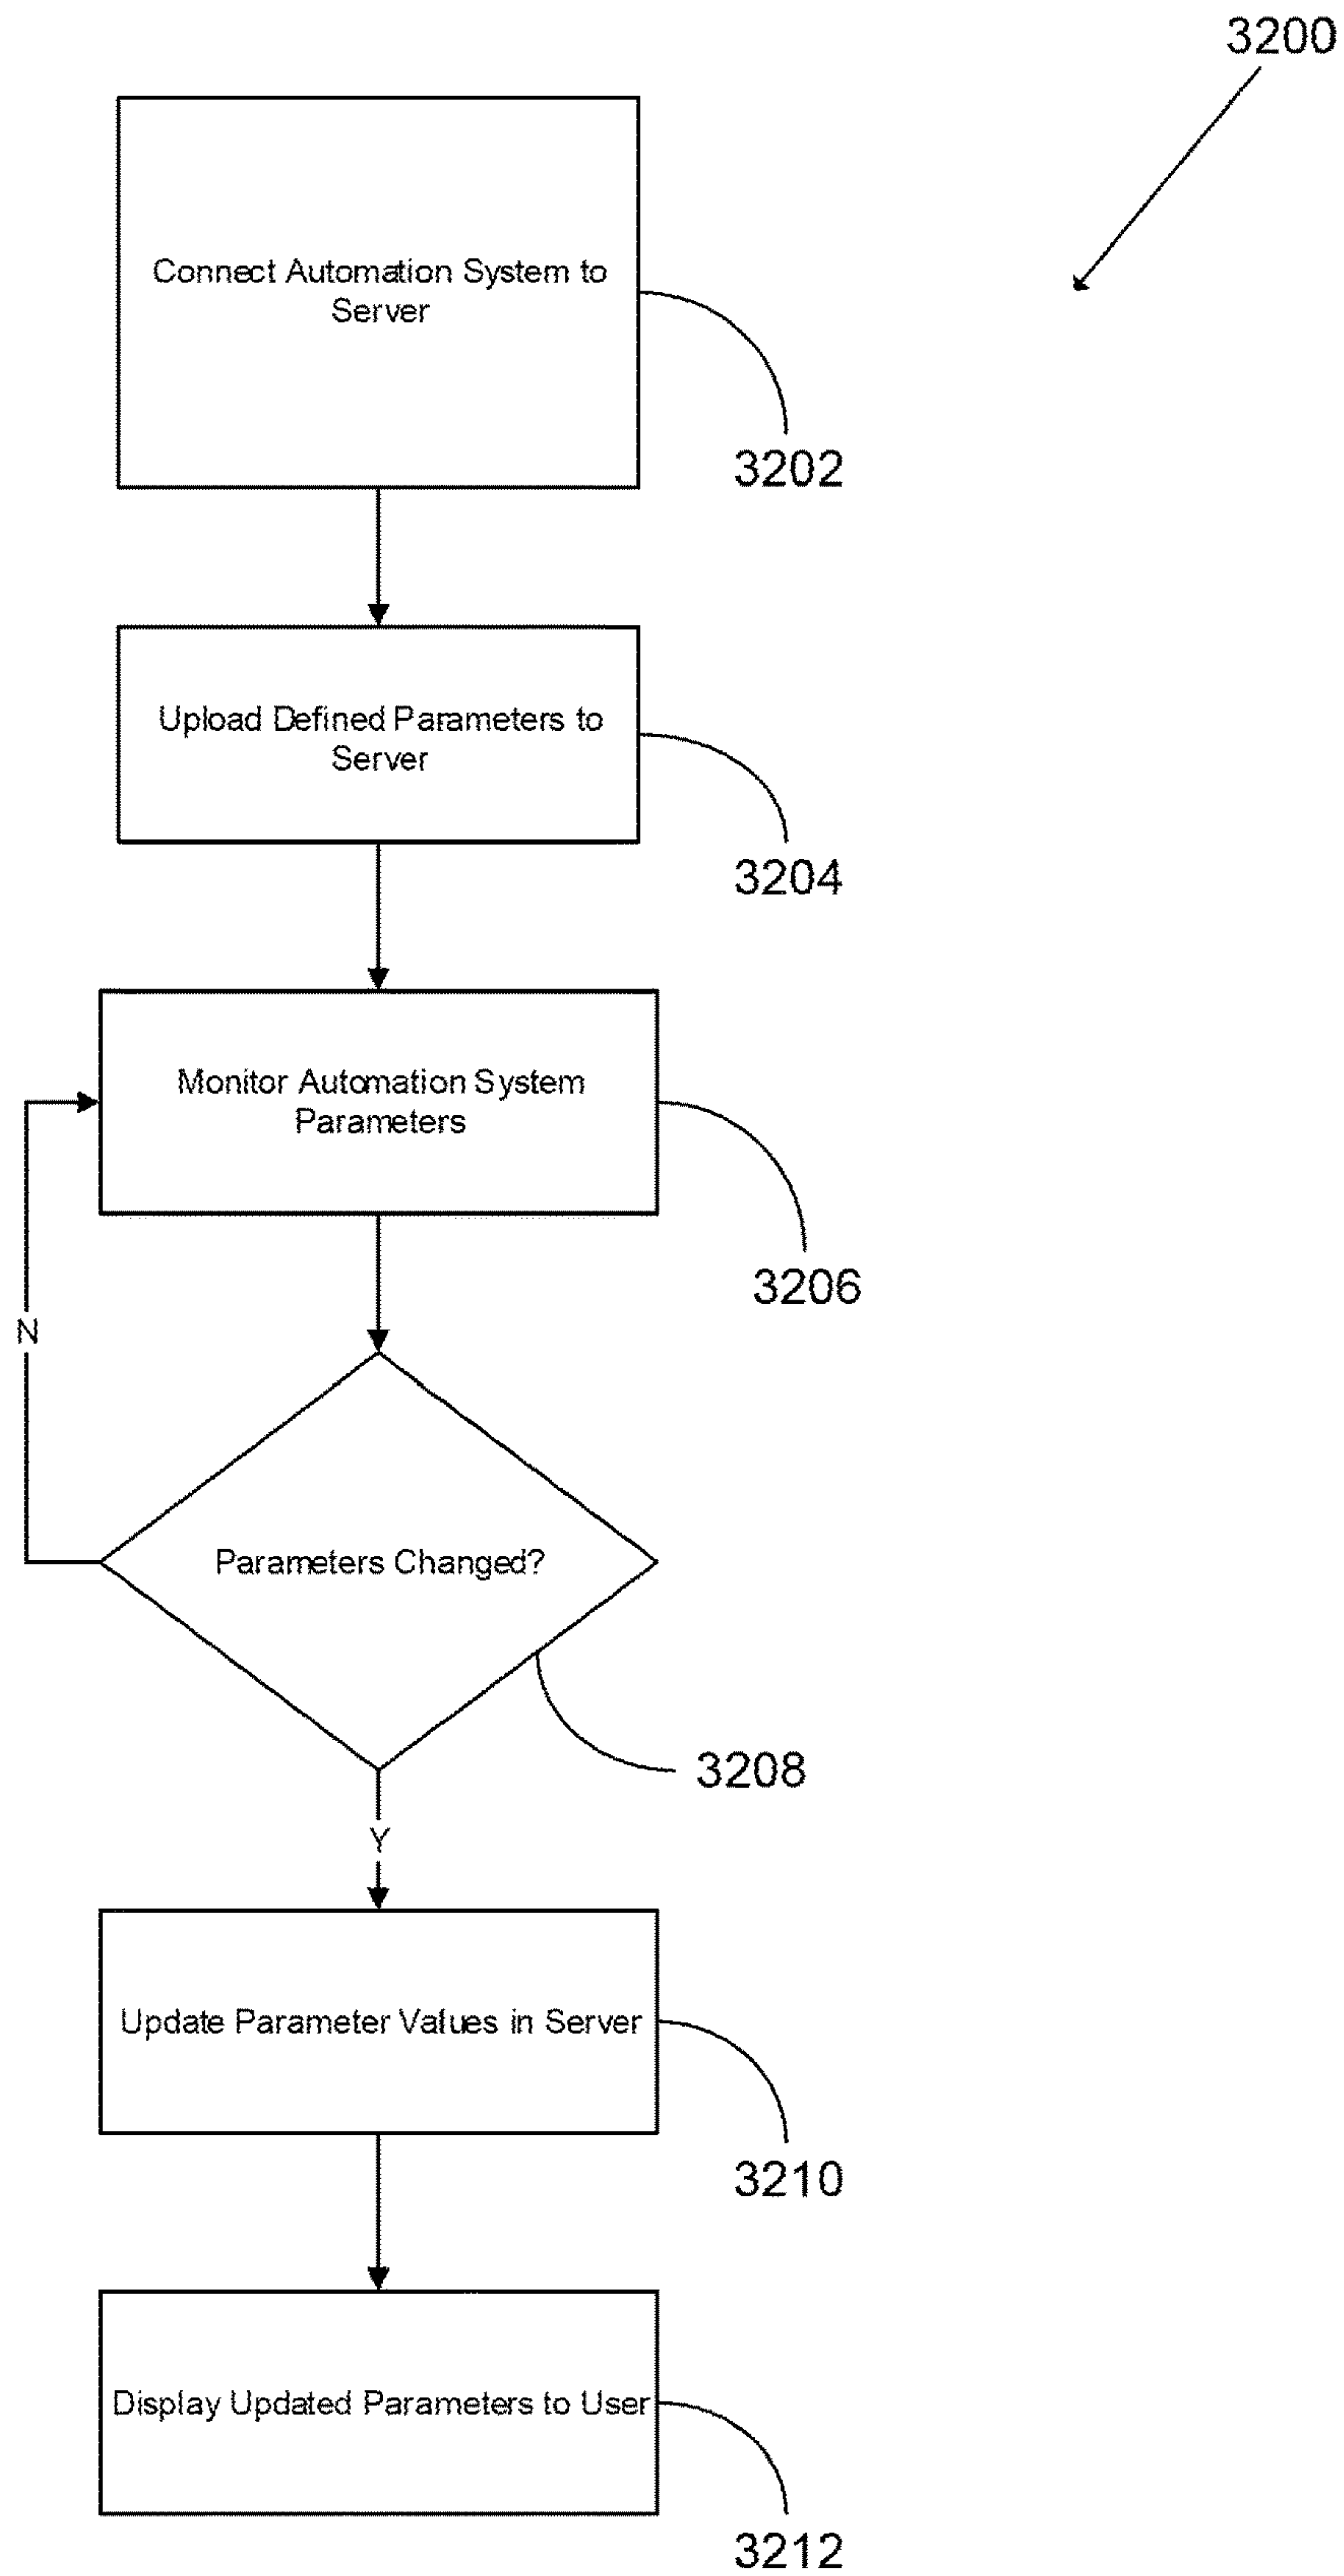 3200
Connect Automation System to
Server
3202
Upload Defined Parameters to
Server
3204
Monitor Automation System
Parameters
3206
N
Parameters Changed?
3208
Y
Update Parameter Values in Server
3210
Display Updated Parameters to User
3212